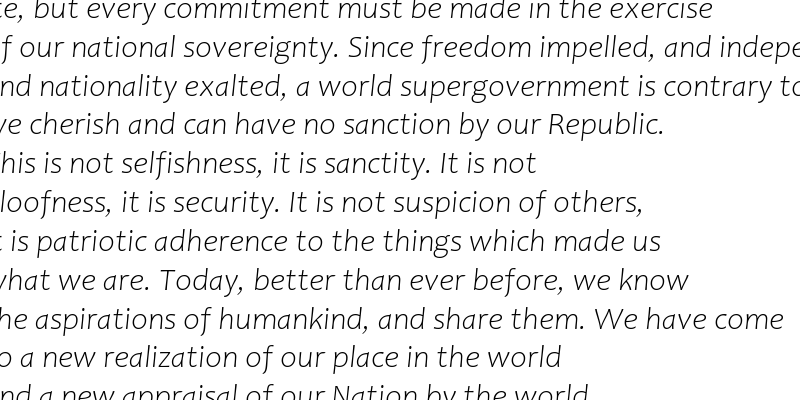 te, but every commitment must be made in the exercise
of our national sovereignty. Since freedom impelled, and indepe
nd nationality exalted, a world supergovernment is contrary to
ve cherish and can have no sanction by our Republic.
his is not selfishness, it is sanctity. It is not
loofness, it is security. It is not suspicion of others,
t is patriotic adherence to the things which made us
what we are. Today, better than ever before, we know
he aspirations of humankind, and share them. We have come
o a new realization of our place in the world
nd a new appraisal of our Nation by the world